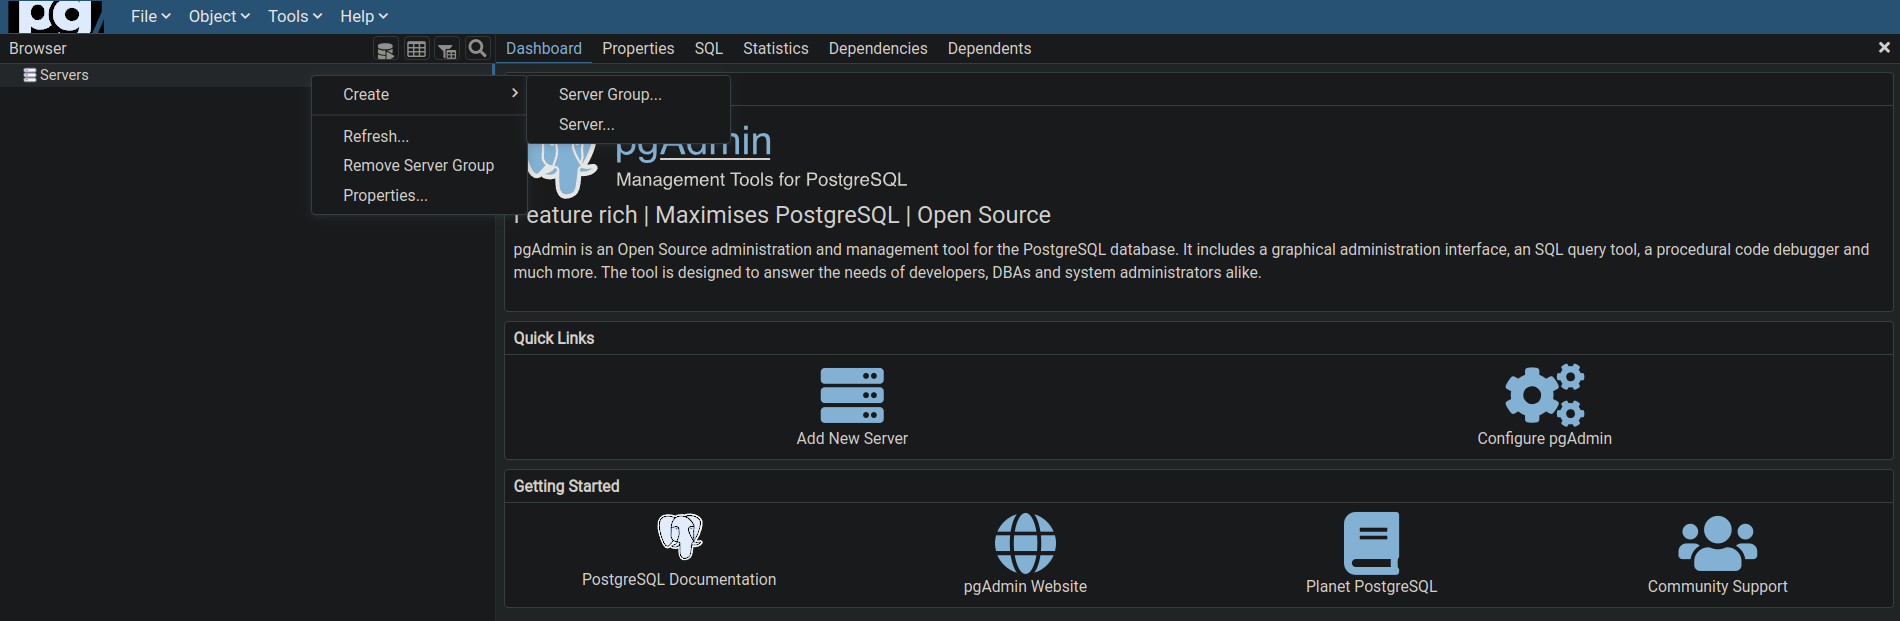 pg
File Object Tools Help
Browser
Dashboard Properties SQL Statistics Dependencies Dependents
Servers
Create
Server Group...
Server...
Refresh...
Remove Server Group
Properties...
pgAdmin
Management Tools for PostgreSQL
Feature rich | Maximises PostgreSQL | Open Source
pgAdmin is an Open Source administration and management tool for the PostgreSQL database. It includes a graphical administration interface, an SQL query tool, a procedural code debugger and
much more. The tool is designed to answer the needs of developers, DBAs and system administrators alike.
Quick Links
Add New Server
Configure pgAdmin
Getting Started
PostgreSQL Documentation
pgAdmin Website
Planet PostgreSQL
Community Support